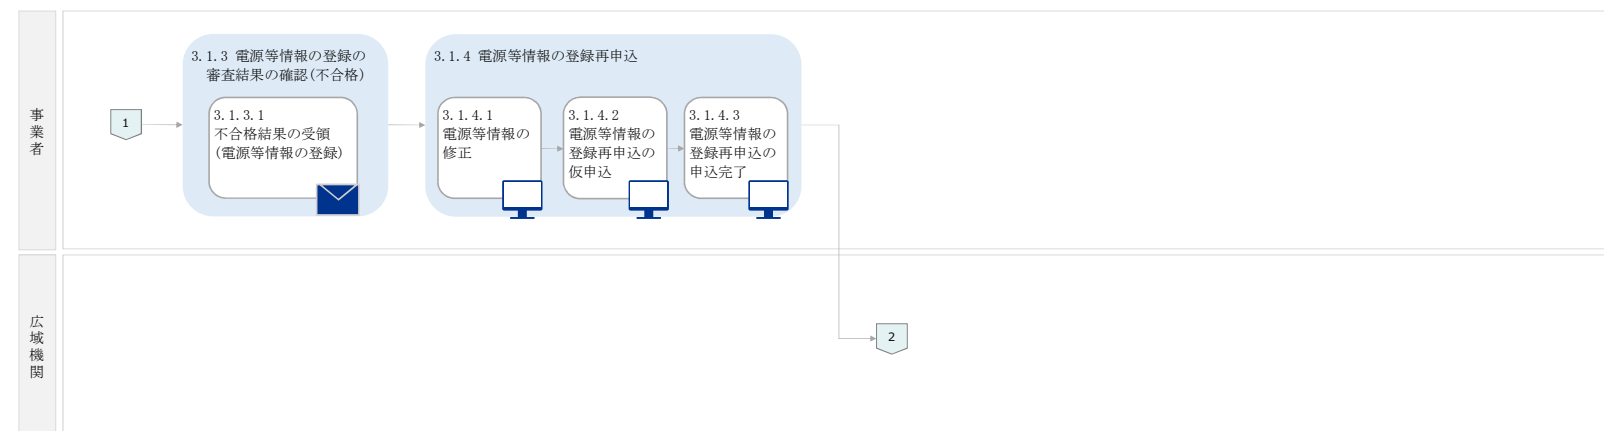 事業者
1
3.1.3 電源等情報の登録の
審査結果の確認(不合格)
3.1.3.1
不合格結果の受領
(電源等情報の登録)
3.1.4 電源等情報の登録再申込
3.1.4.1
電源等情報の
修正
3.1.4.2
電源等情報の
登録再申込の
仮申込
3.1.4.3
電源等情報の
登録再申込の
申込完了
広域機関
2